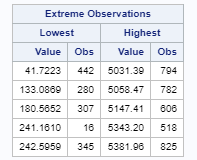 Extreme Observations
Lowest Highest
Value Obs Value Obs
41.7223 442 5031.39 794
133.0869 280 5058.47 782
180.5652 307 5147.41 606
241.1610 16 5343.20 518
242.5959 345 5381.96 825